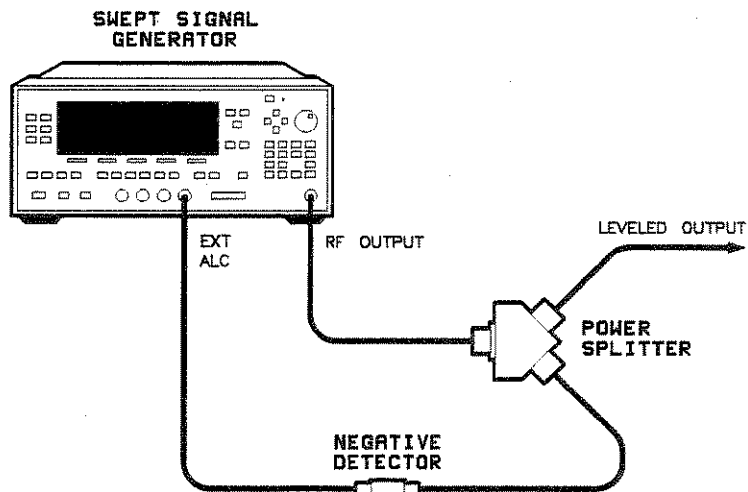 SWEPT SIGNAL
GENERATOR
EXT
ALC
RF OUTPUT
LEVELED OUTPUT
POWER
SPLITTER
NEGATIVE
DETECTOR